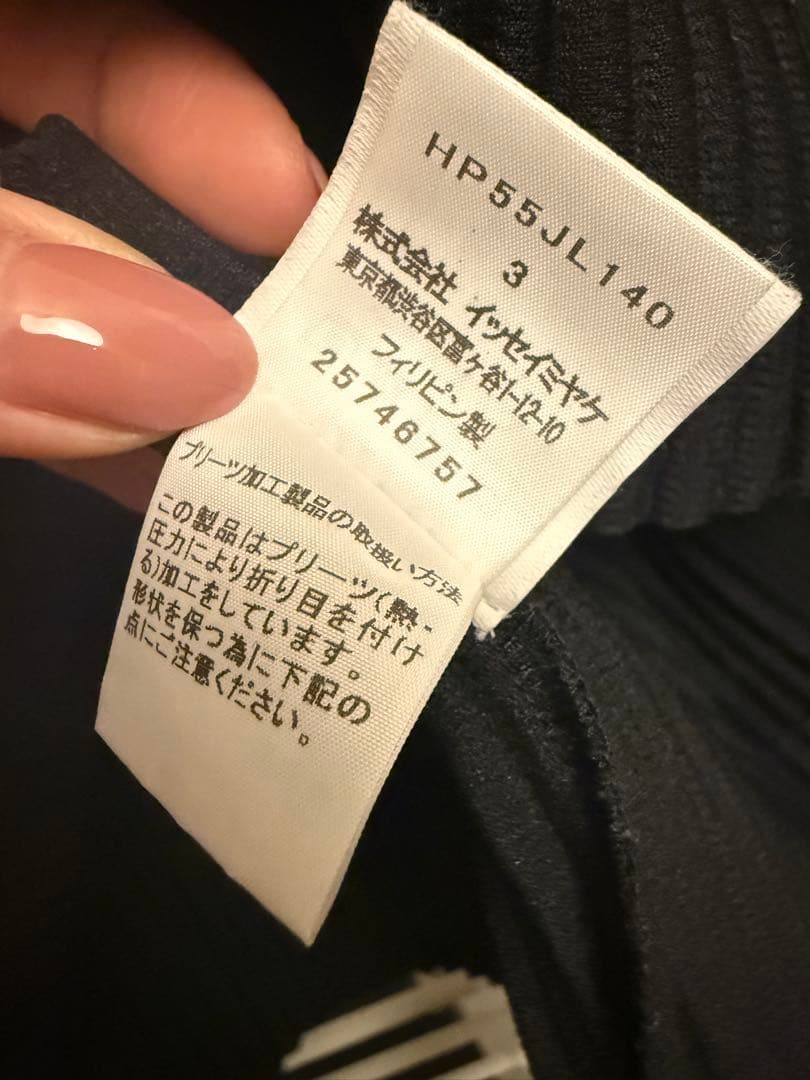 HP55JL140
3
株式会社 イッセイミヤケ
東京都渋谷区富ヶ谷1-12-10
フィリピン製
25746757
プリーツ加工製品の取扱い方法
この製品はプリーツ(熱・
圧力により折り目を付け
る)加工をしています。
形状を保つ為に下記の
点にご注意ください。